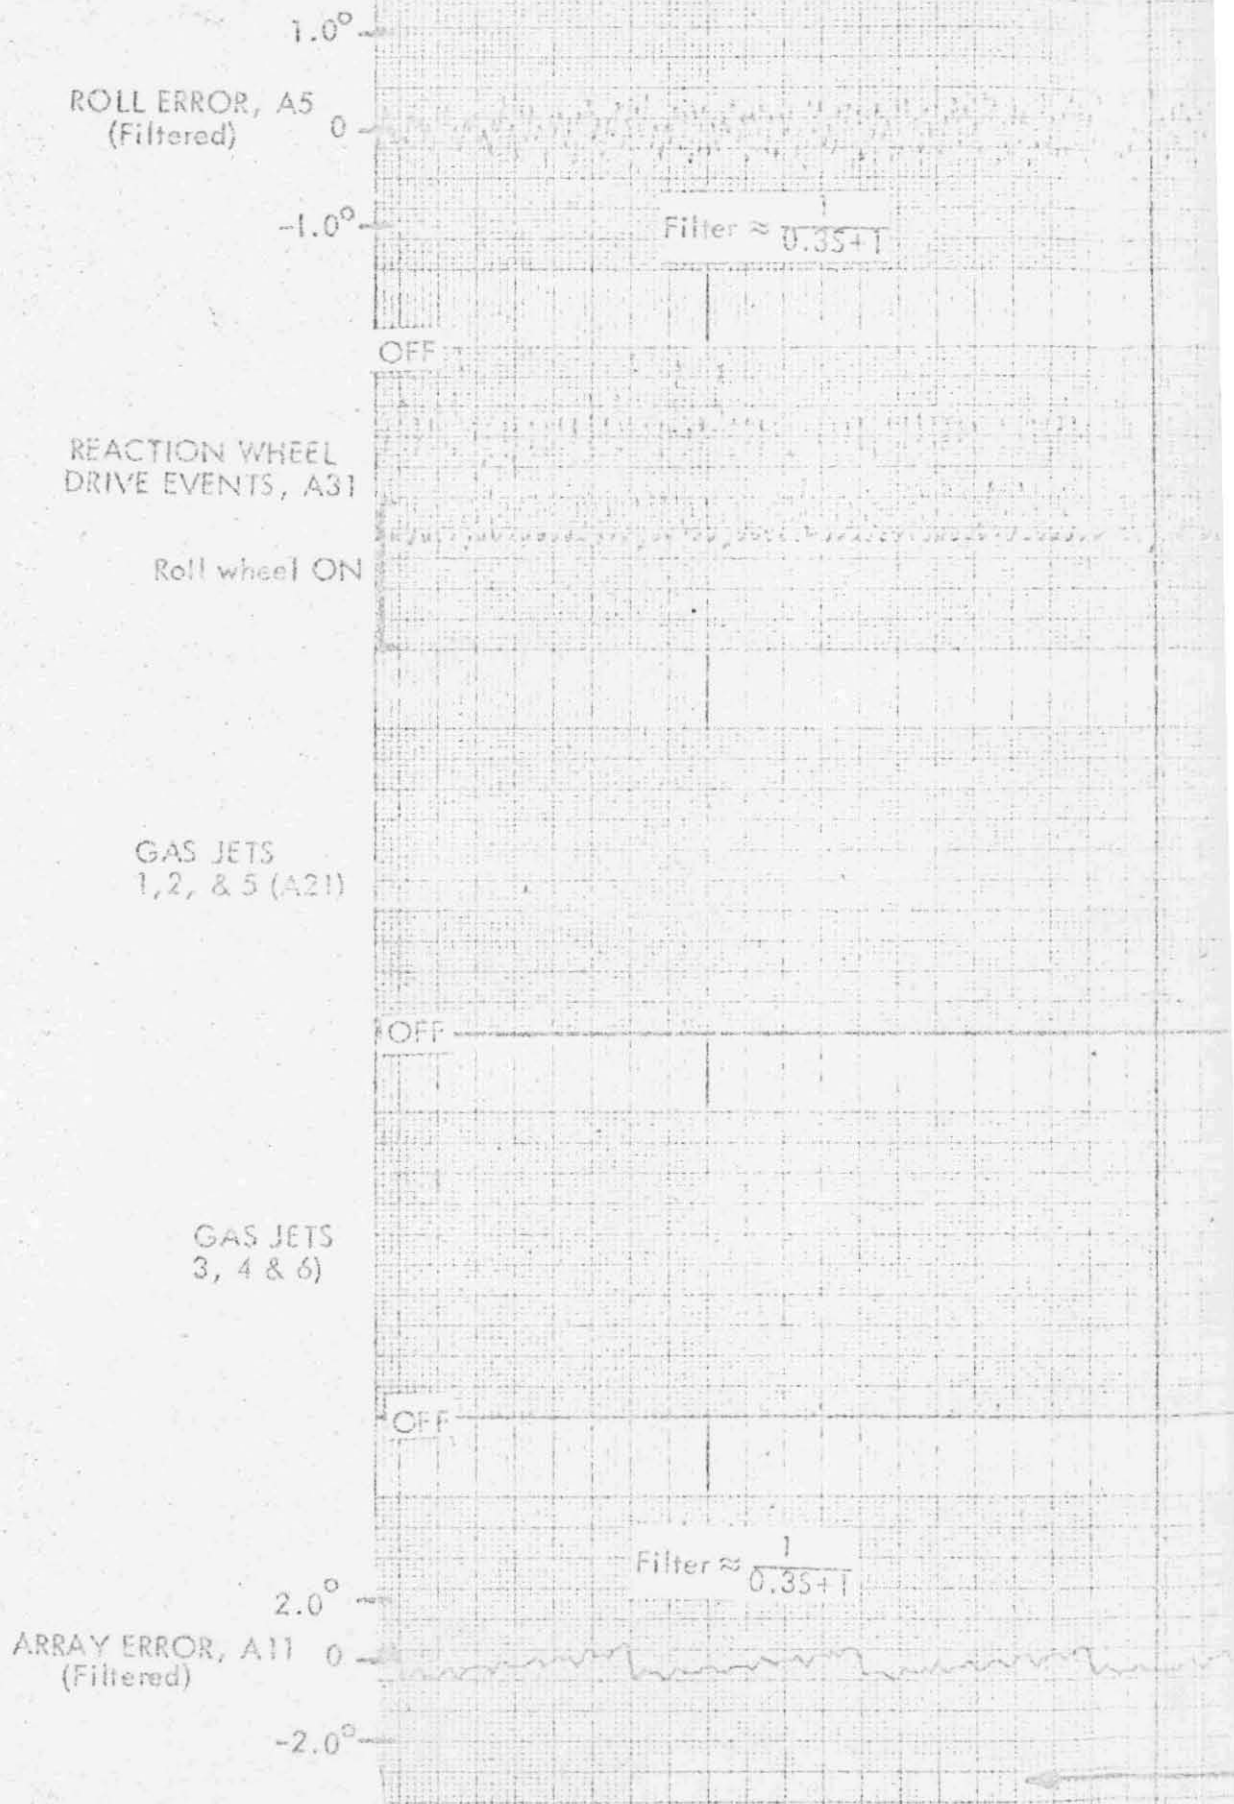 1.0°
ROLL ERROR, A5
(Filtered)
0
-1.0°
Filter ≈ 1/0.3S+1
OFF
REACTION WHEEL
DRIVE EVENTS, A31
Roll wheel ON
GAS JETS
1,2, & 5 (A21)
OFF
GAS JETS
3, 4 & 6)
OFF
Filter ≈ 1/0.3S+1
2.0°
ARRAY ERROR, A11
(Filtered)
0
-2.0°